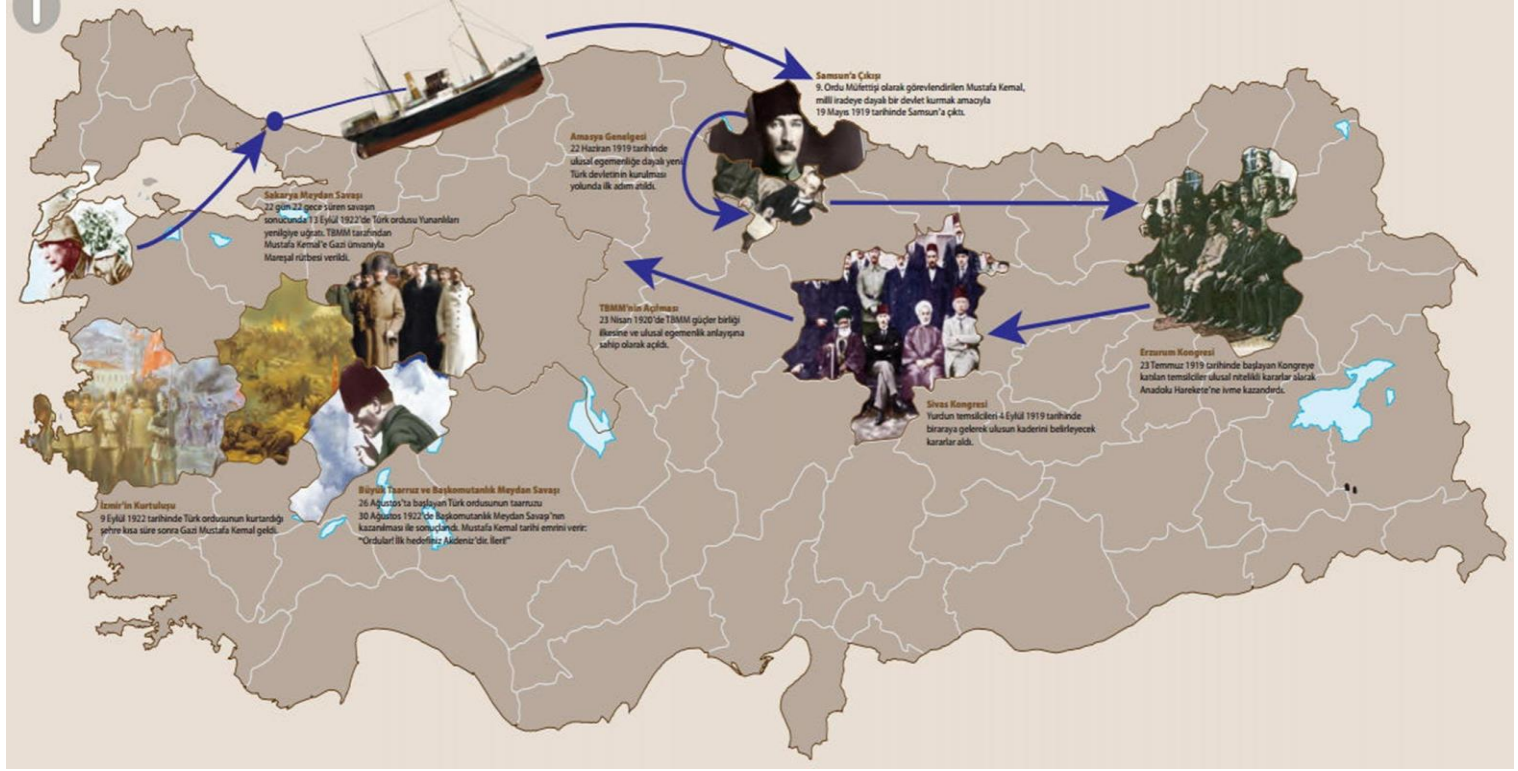 1
Samsun'a Çıkışı
9. Ordu Müfettişi olarak görevlendirilen Mustafa Kemal,
millî iradeye dayalı bir devlet kurmak amacıyla
19 Mayıs 1919 tarihinde Samsun'a çıktı.
Amasya Genelgesi
22 Haziran 1919 tarihinde
ulusal egemenliğe dayalı yeni
Türk devletinin kurulması
yolunda ilk adım atıldı.
Sakarya Meydan Savaşı
22 gün 22 gece süren savaşın
sonucunda 13 Eylül 1922'de Türk ordusu Yunanlıları
yenilgiye uğrattı. TBMM tarafından
Mustafa Kemal'e Gazi ünvanıyla
Mareşal rütbesi verildi.
TBMM'nin Açılması
23 Nisan 1920'de TBMM güçler birliği
ilkesine ve ulusal egemenlik anlayışına
sahip olarak açıldı.
Erzurum Kongresi
23 Temmuz 1919 tarihinde başlayan Kongreye
katılan temsilciler ulusal nitelikli kararlar alarak
Anadolu Harekete'ne ivme kazandırdı.
Sivas Kongresi
Yurdun temsilcileri 4 Eylül 1919 tarihinde
biraraya gelerek ulusun kaderini belirleyecek
kararlar aldı.
Büyük Taarruz ve Başkomutanlık Meydan Savaşı
26 Ağustos'ta başlayan Türk ordusunun taarruzu
30 Ağustos 1922'de Başkomutanlık Meydan Savaşı'nın
kazanılması ile sonuçlandı. Mustafa Kemal tarihi emrini verir:
"Ordular! İlk hedefiniz Akdeniz'dir. İleri!"
İzmir'in Kurtuluşu
9 Eylül 1922 tarihinde Türk ordusunun kurtardığı
şehre kısa süre sonra Gazi Mustafa Kemal geldi.